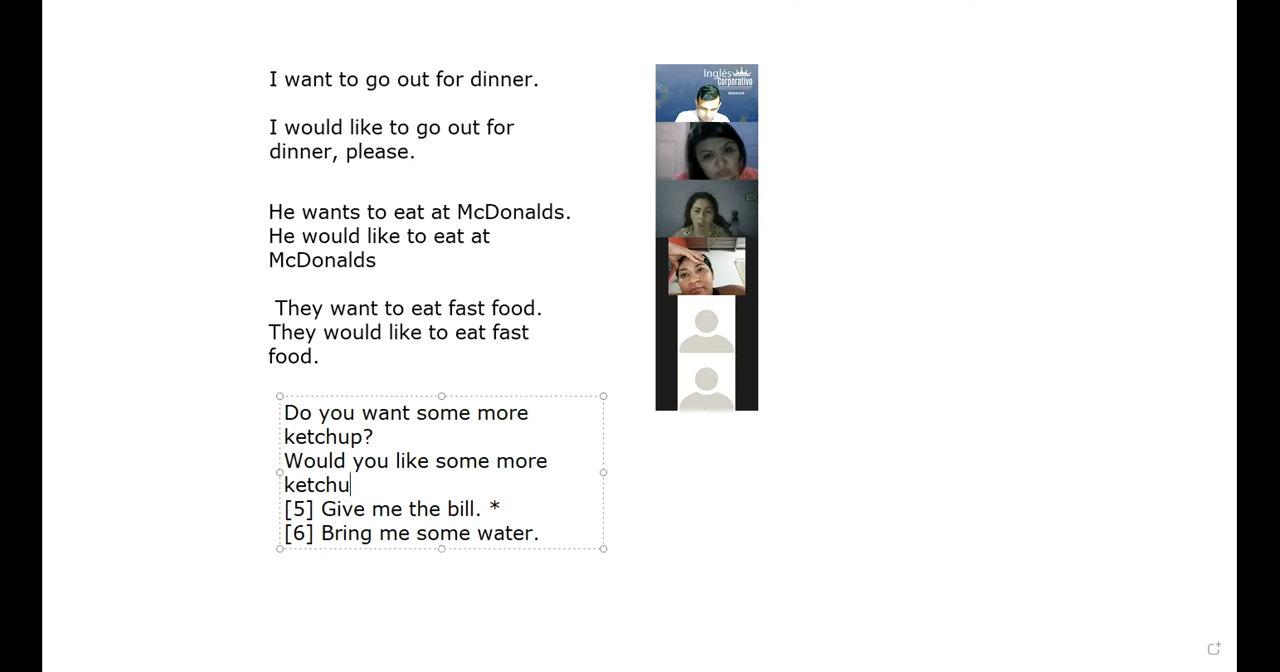 I want to go out for dinner.
I would like to go out for
dinner, please.
He wants to eat at McDonalds.
He would like to eat at
McDonalds
They want to eat fast food.
They would like to eat fast
food.
Do you want some more
ketchup?
Would you like some more
ketchu
[5] Give me the bill. *
[6] Bring me some water.
Inglés
Corporativo